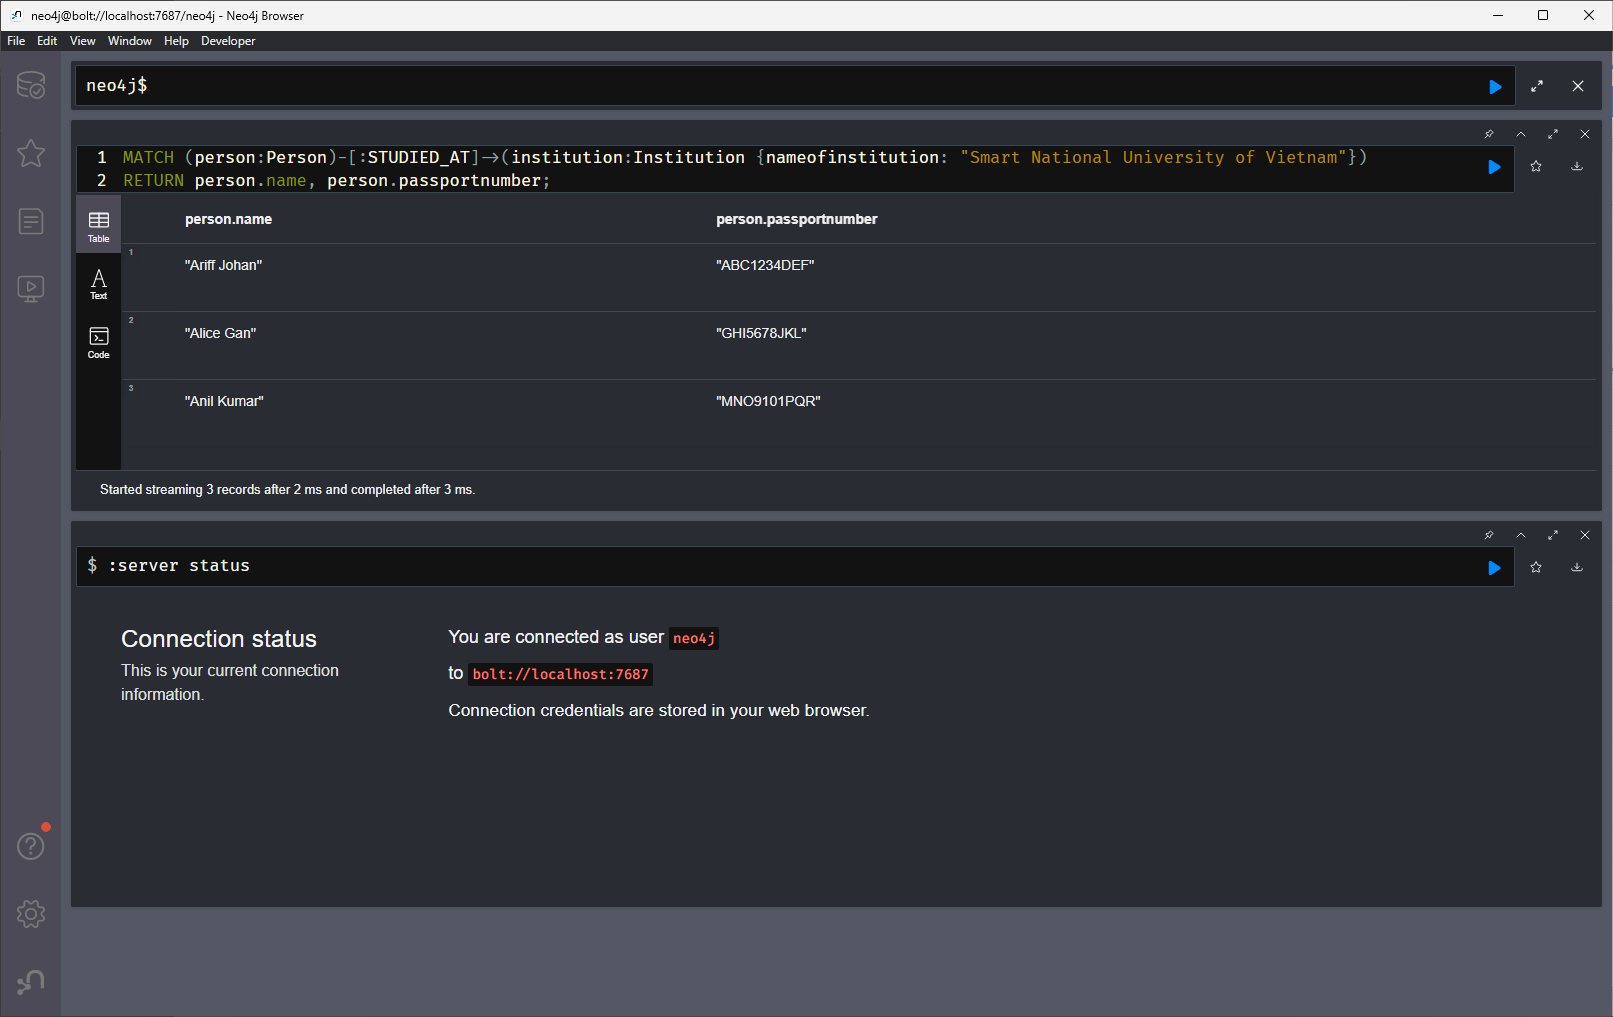 neo4j@bolt://localhost:7687/neo4j - Neo4j Browser
File Edit View Window Help Developer
neo4j$
1 MATCH (person:Person)-[:STUDIED_AT]->(institution:Institution {nameofinstitution: "Smart National University of Vietnam"})
2 RETURN person.name, person.passportnumber;
Table
Text
Code
person.name person.passportnumber
1 "Ariff Johan" "ABC1234DEF"
2 "Alice Gan" "GHI5678JKL"
3 "Anil Kumar" "MNO9101PQR"
Started streaming 3 records after 2 ms and completed after 3 ms.
$ :server status
Connection status
This is your current connection
information.
You are connected as user neo4j
to bolt://localhost:7687
Connection credentials are stored in your web browser.